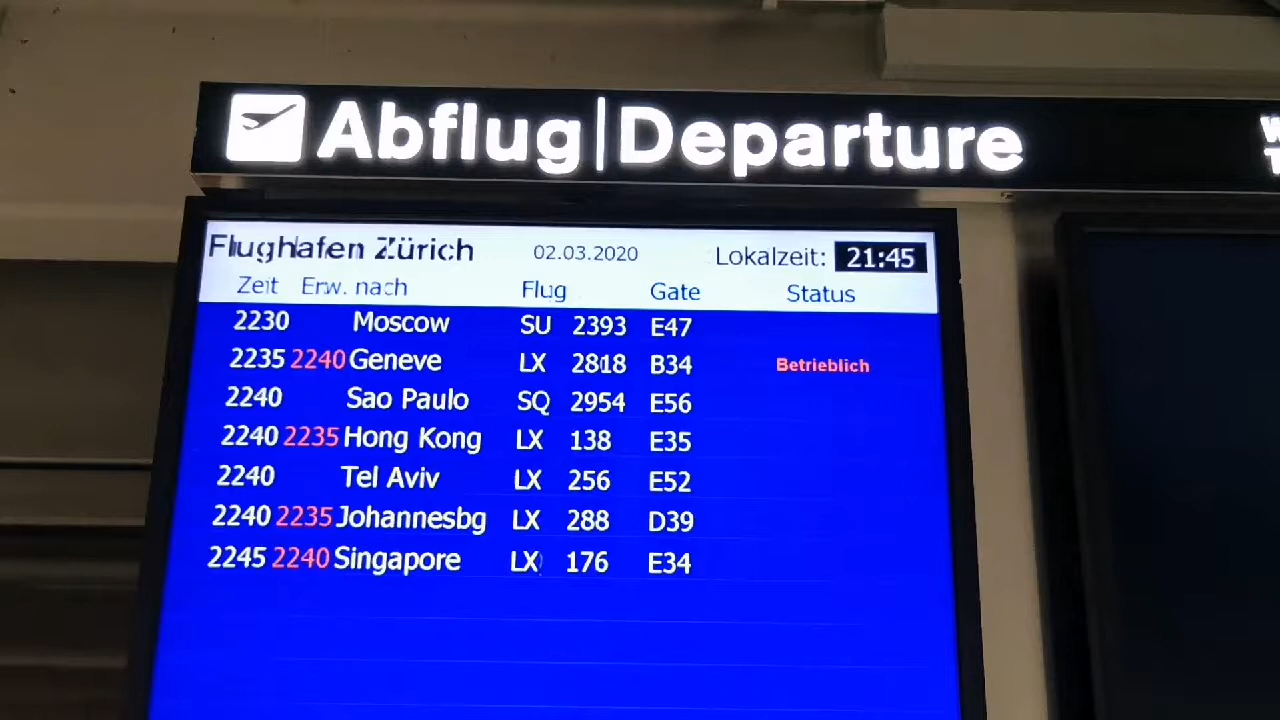 Abflug|Departure
Flughafen Zürich 02.03.2020 Lokalzeit: 21:45
Zeit Erw. nach Flug Gate Status
2230 Moscow SU 2393 E47
2235 2240 Geneve LX 2818 B34 Betrieblich
2240 Sao Paulo SQ 2954 E56
2240 2235 Hong Kong LX 138 E35
2240 Tel Aviv LX 256 E52
2240 2235 Johannesbg LX 288 D39
2245 2240 Singapore LX 176 E34